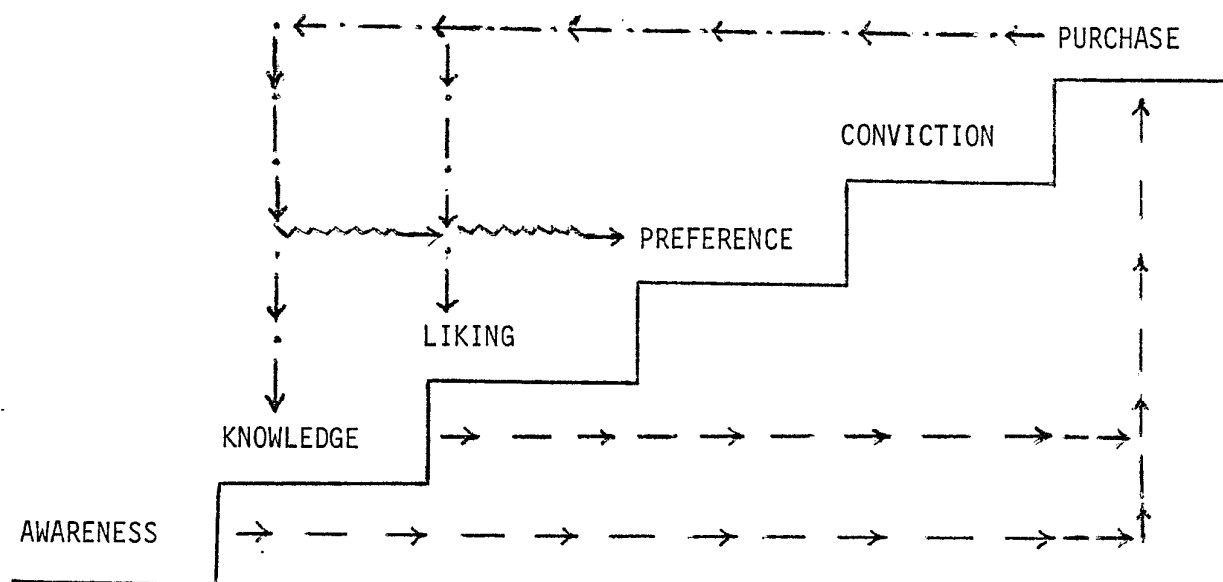 PURCHASE
CONVICTION
PREFERENCE
LIKING
KNOWLEDGE
AWARENESS